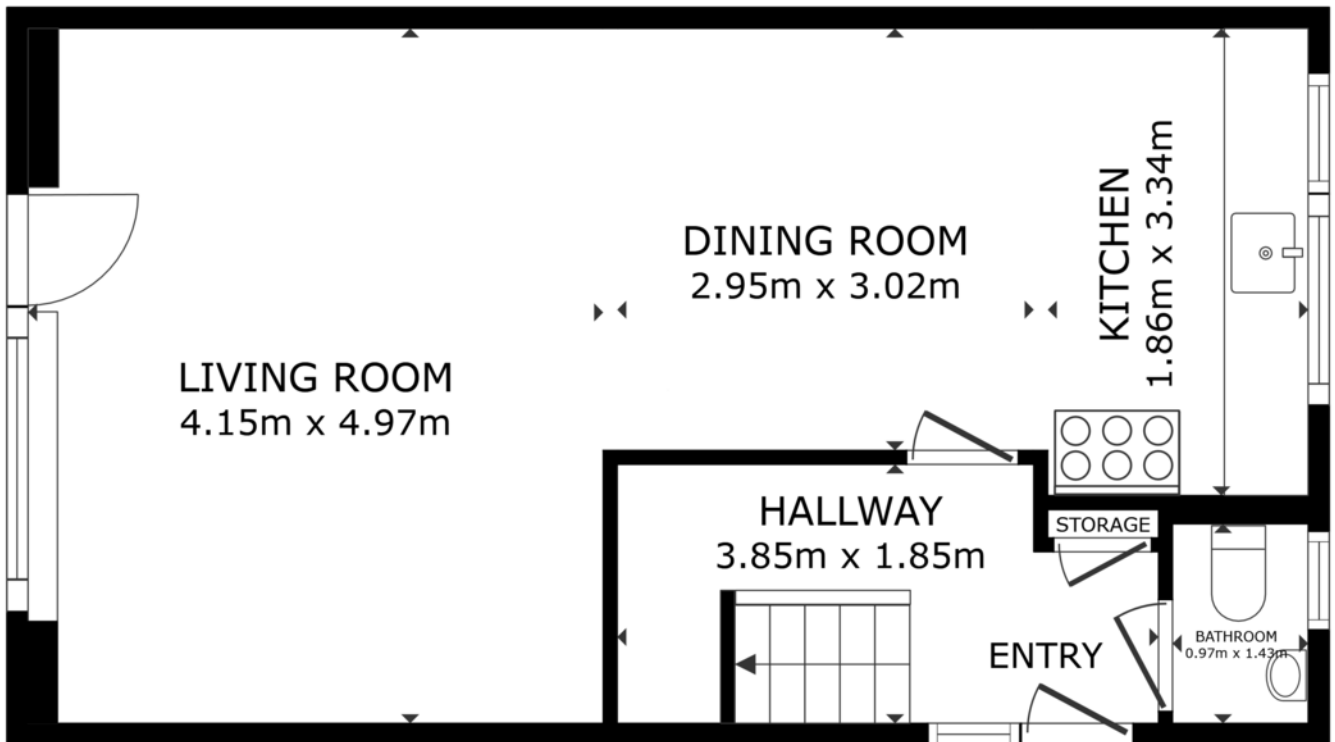 DINING ROOM
2.95m x 3.02m
KITCHEN
1.86m x 3.34m
LIVING ROOM
4.15m x 4.97m
HALLWAY
3.85m x 1.85m
STORAGE
ENTRY
BATHROOM
0.97m x 1.43m